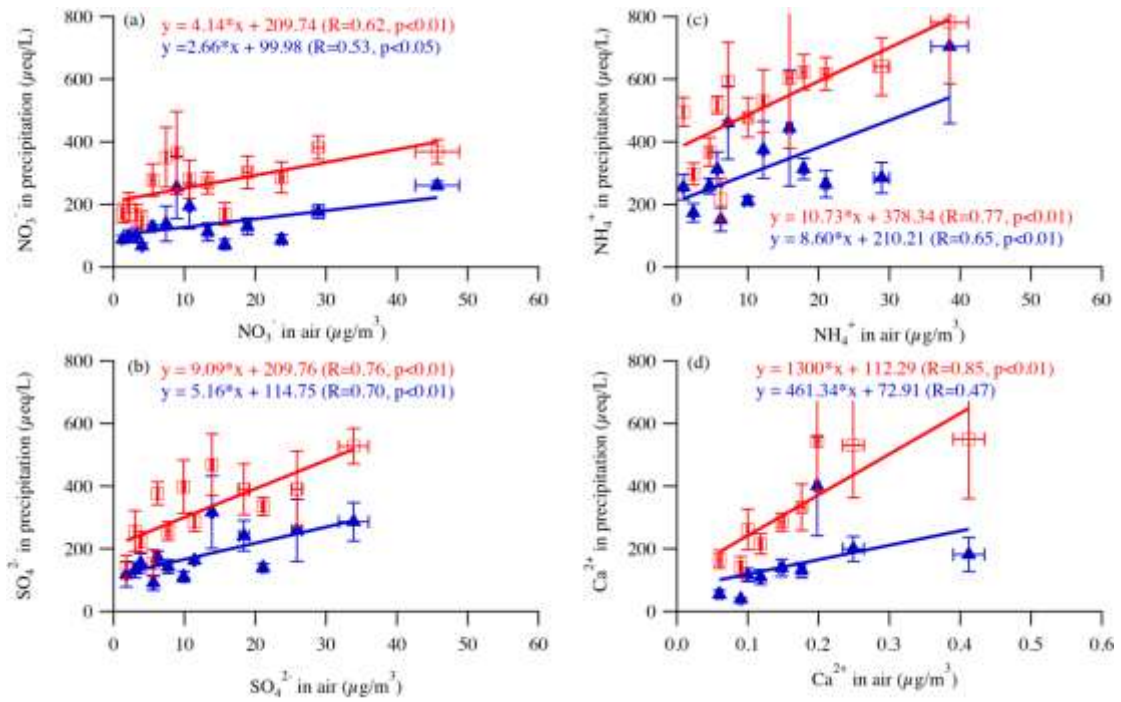 (a)
y = 4.14*x + 209.74 (R=0.62, p<0.01)
y =2.66*x + 99.98 (R=0.53, p<0.05)
800
600
400
200
0
NO₃⁻ in precipitation (µeq/L)
0 10 20 30 40 50 60
NO₃⁻ in air (µg/m³)
(c)
800
600
400
200
0
NH₄⁺ in precipitation (µeq/L)
y = 10.73*x + 378.34 (R=0.77, p<0.01)
y = 8.60*x + 210.21 (R=0.65, p<0.01)
0 10 20 30 40 50 60
NH₄⁺ in air (µg/m³)
(b)
y = 9.09*x + 209.76 (R=0.76, p<0.01)
y = 5.16*x + 114.75 (R=0.70, p<0.01)
800
600
400
200
0
SO₄²⁻ in precipitation (µeq/L)
0 10 20 30 40 50 60
SO₄²⁻ in air (µg/m³)
(d)
y = 1300*x + 112.29 (R=0.85, p<0.01)
y = 461.34*x + 72.91 (R=0.47)
800
600
400
200
0
Ca²⁺ in precipitation (µeq/L)
0.0 0.1 0.2 0.3 0.4 0.5 0.6
Ca²⁺ in air (µg/m³)